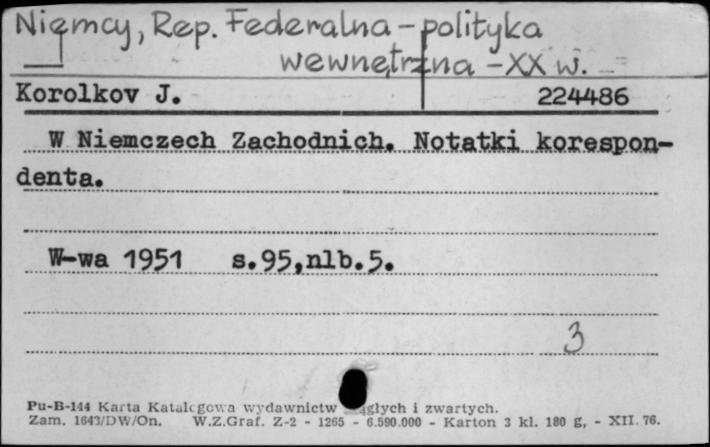 Niemcy, Rep. Federalna - polityka
wewnętrzna - XX w.
Korolkov J. 224486
W Niemczech Zachodnich. Notatki korespon-
denta.
W-wa 1951 s.95,nlb.5.
3
Pu-B-144 Karta Katalogowa wydawnictw i zwartych.
Zam. 1643/DW/On. W.Z.Graf. Z-2 - 1265 - 6.590.000 - Karton 3 kl. 180 g, - XII. 76.